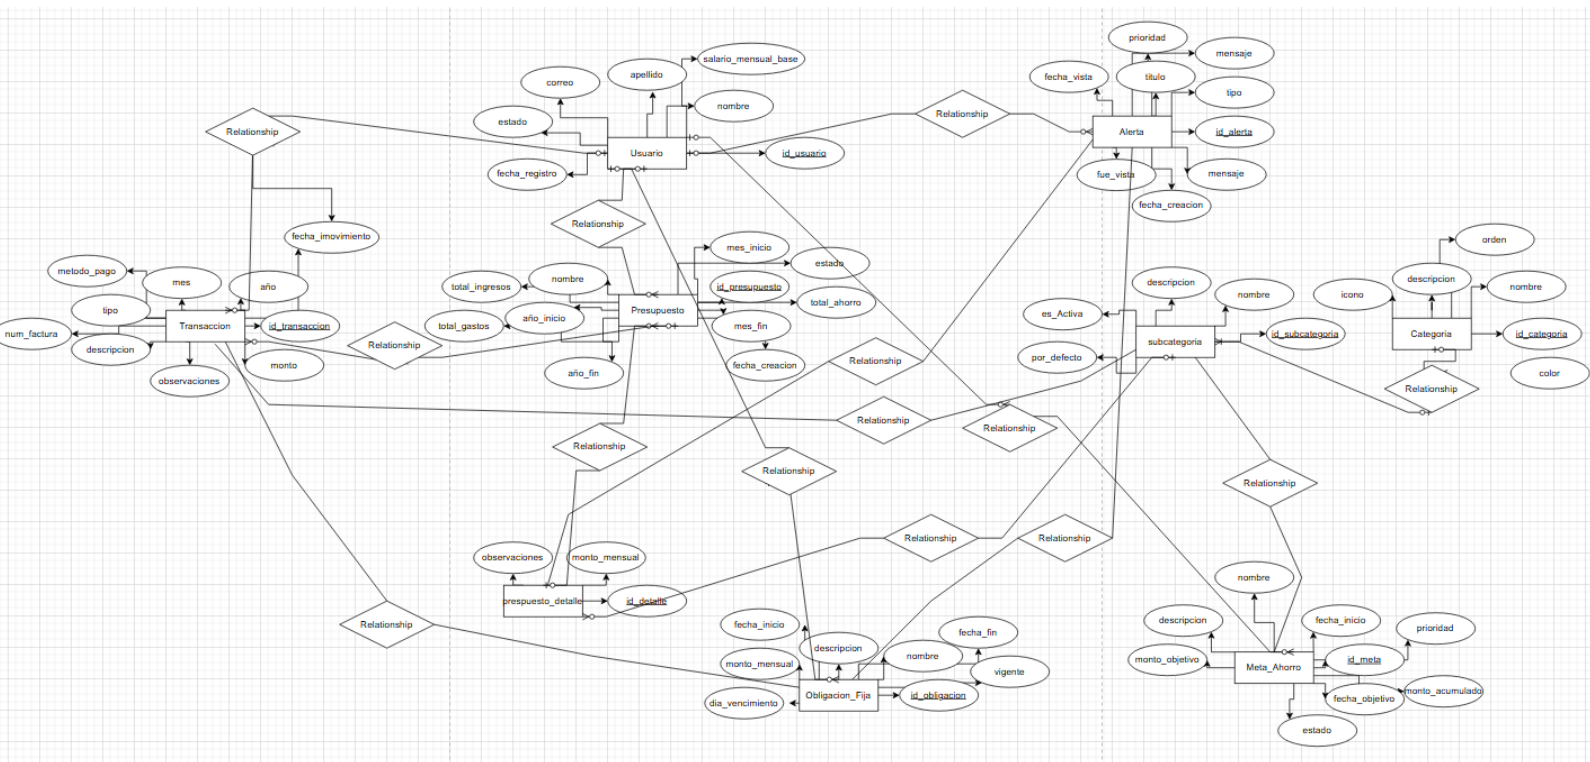 prioridad
mensaje
salario_mensual_base
apellido
fecha_vista
titulo
correo
tipo
nombre
estado
Relationship
Relationship
Alerta
id_alerta
Usuario
id_usuario
fecha_registro
fue_vista
mensaje
fecha_creacion
Relationship
fecha_imovimiento
orden
mes_inicio
estado
metodo_pago
mes
año
total_ingresos
nombre
id_presupuesto
descripcion
descripcion
nombre
icono
nombre
total_ahorro
tipo
Presupuesto
es_Activa
año_inicio
total_gastos
mes_fin
num_factura
Transaccion
id_transaccion
id_subcategoria
Categoria
id_categoria
subcategoria
descripcion
Relationship
por_defecto
monto
Relationship
fecha_creacion
año_fin
color
observaciones
Relationship
Relationship
Relationship
Relationship
Relationship
Relationship
Relationship
Relationship
observaciones
monto_mensual
nombre
prespuesto_detalle
id_detalle
Relationship
fecha_inicio
descripcion
fecha_inicio
prioridad
fecha_fin
descripcion
nombre
monto_mensual
monto_objetivo
id_meta
Meta_Ahorro
vigente
Obligacion_Fija
id_obligacion
monto_acumulado
fecha_objetivo
dia_vencimiento
estado